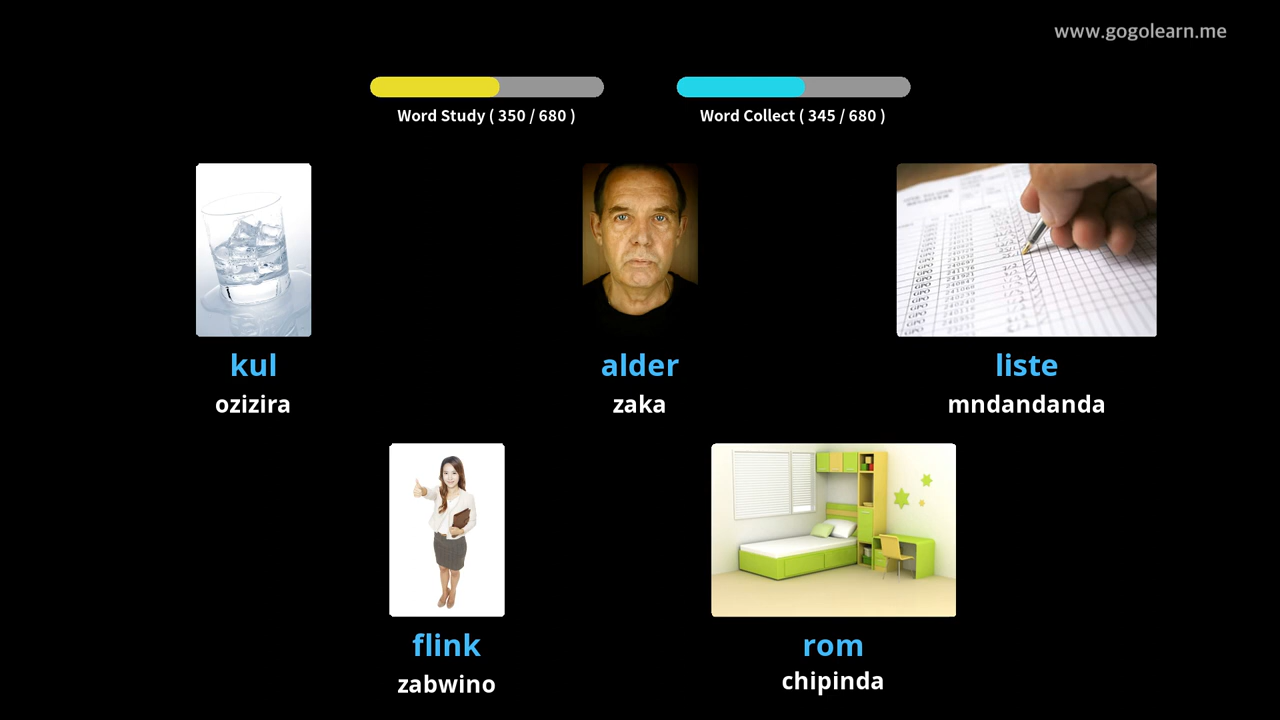 www.gogolearn.me
Word Study ( 350 / 680 )
Word Collect ( 345 / 680 )
kul
ozizira
alder
zaka
liste
mndandanda
flink
zabwino
rom
chipinda